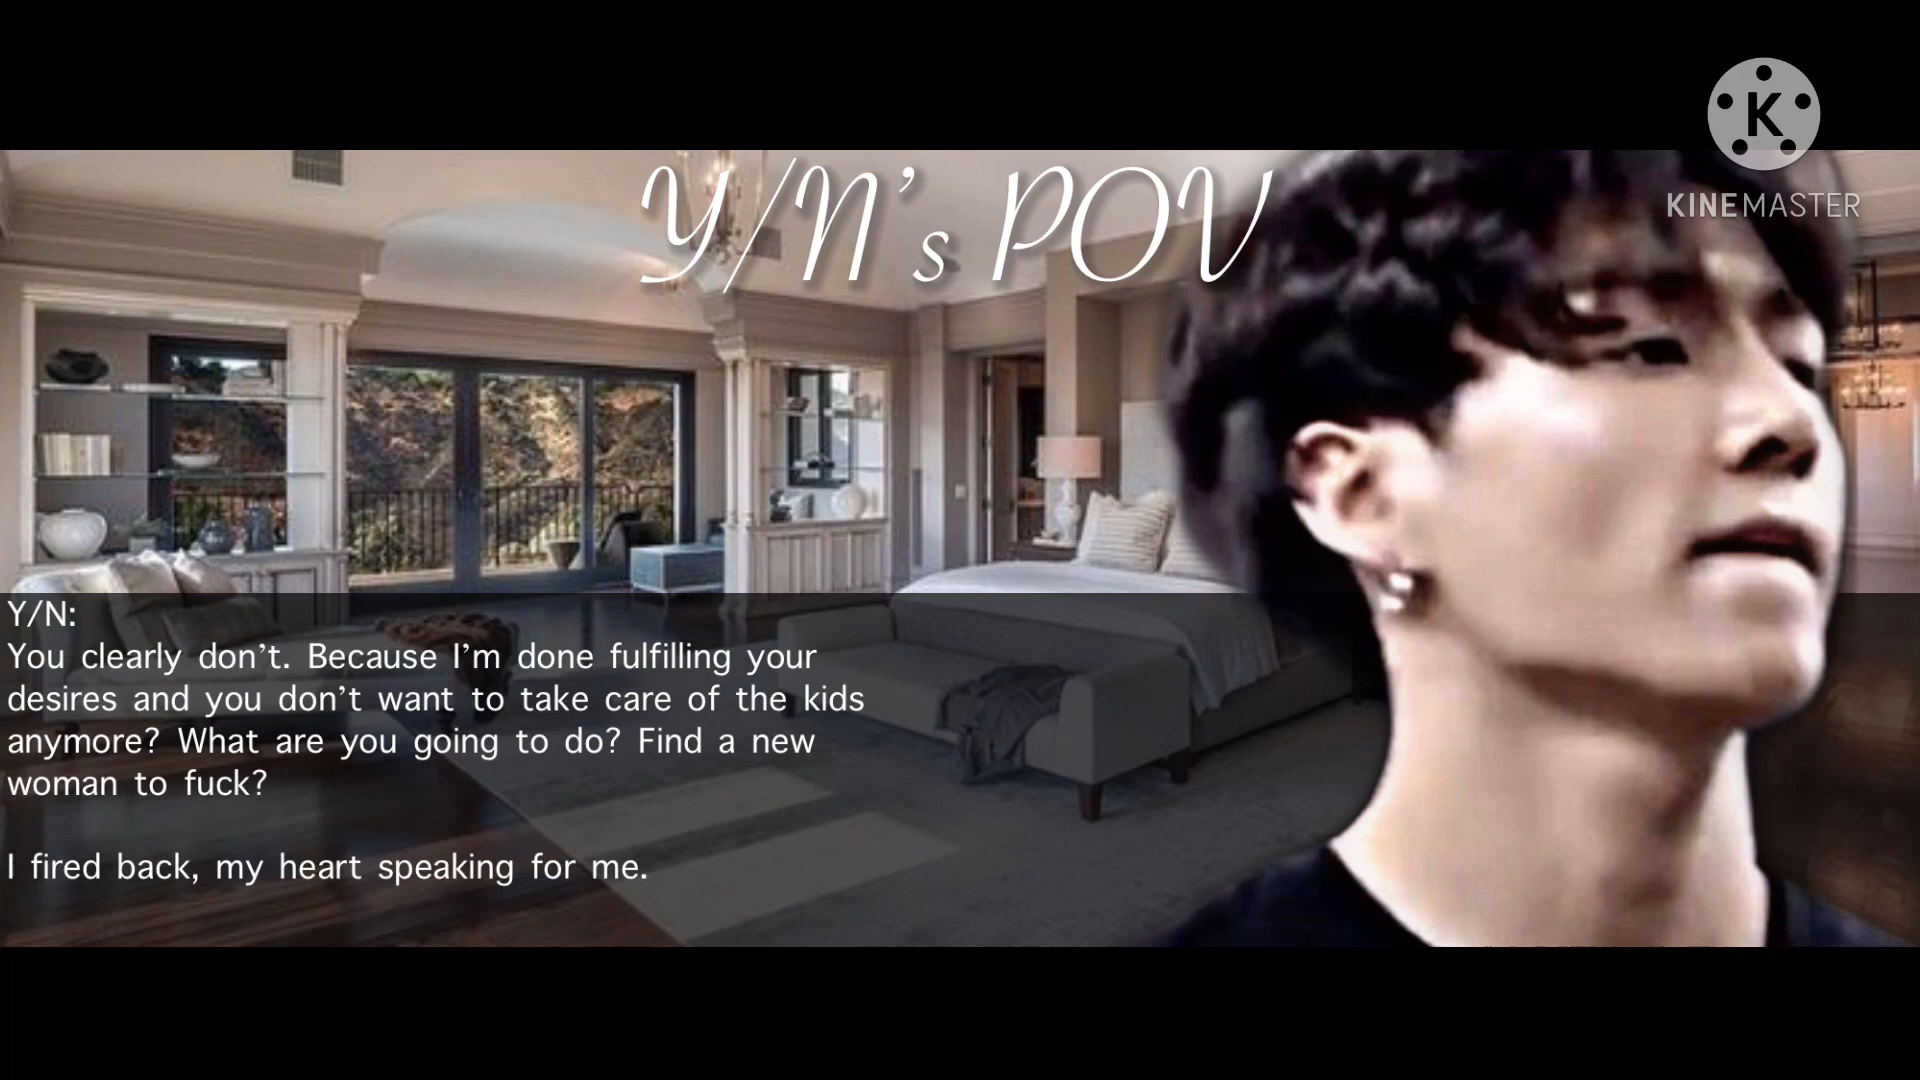 Y/N's POV
K
KINEMASTER
Y/N:
You clearly don't. Because I'm done fulfilling your
desires and you don't want to take care of the kids
anymore? What are you going to do? Find a new
woman to fuck?
I fired back, my heart speaking for me.